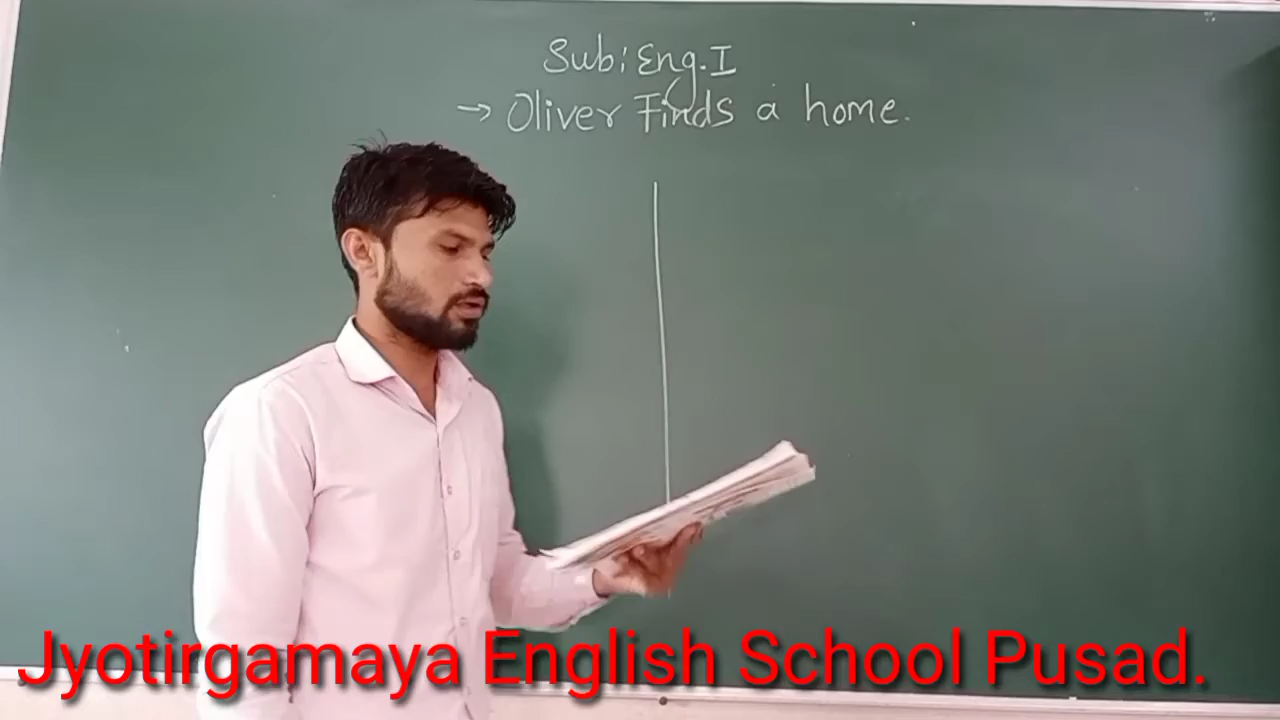 Sub: Eng. I
→ Oliver Finds a home.
Jyotirgamaya English School Pusad.